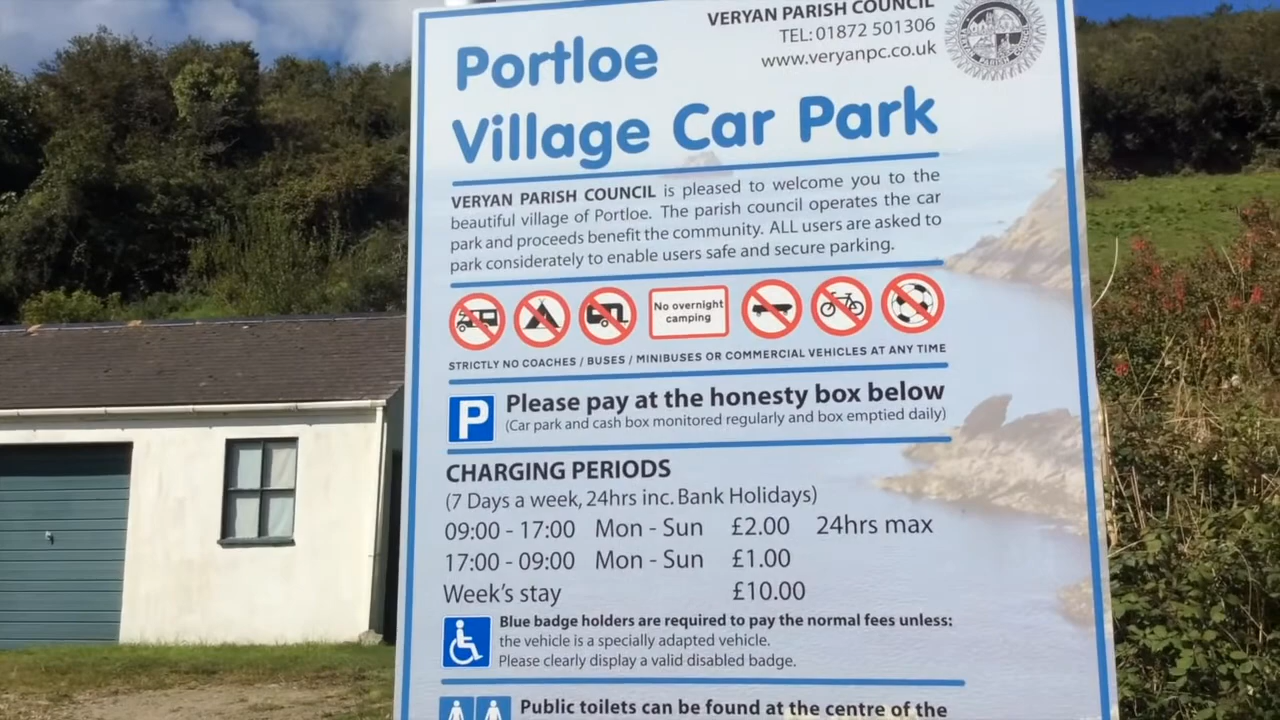 VERYAN PARISH COUNCIL
TEL: 01872 501306
www.veryanpc.co.uk
Portloe
Village Car Park
VERYAN PARISH COUNCIL is pleased to welcome you to the
beautiful village of Portloe. The parish council operates the car
park and proceeds benefit the community. ALL users are asked to
park considerately to enable users safe and secure parking.
No overnight
camping
STRICTLY NO COACHES / BUSES / MINIBUSES OR COMMERCIAL VEHICLES AT ANY TIME
P
Please pay at the honesty box below
(Car park and cash box monitored regularly and box emptied daily)
CHARGING PERIODS
(7 Days a week, 24hrs inc. Bank Holidays)
09:00 - 17:00 Mon - Sun £2.00 24hrs max
17:00 - 09:00 Mon - Sun £1.00
Week's stay £10.00
Blue badge holders are required to pay the normal fees unless:
the vehicle is a specially adapted vehicle.
Please clearly display a valid disabled badge.
Public toilets can be found at the centre of the